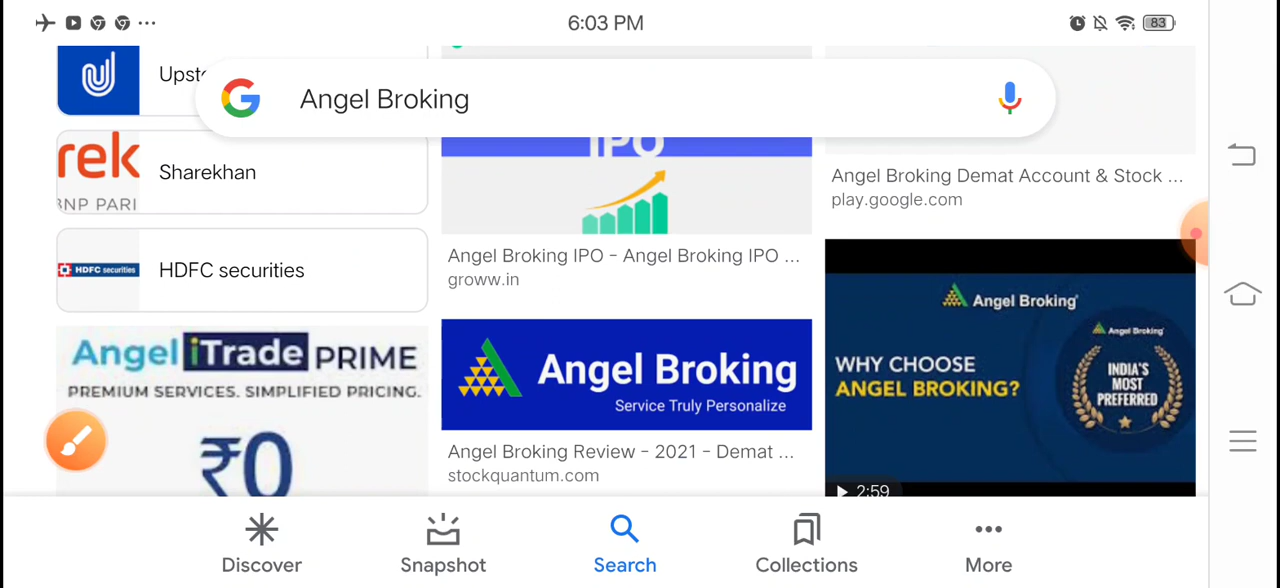 6:03 PM
83
Upst
Angel Broking
rek
BNP PARI
Sharekhan
HDFC securities
HDFC securities
Angel iTrade PRIME
PREMIUM SERVICES. SIMPLIFIED PRICING.
₹0
IPO
Angel Broking IPO - Angel Broking IPO ...
groww.in
Angel Broking
Service Truly Personalize
Angel Broking Review - 2021 - Demat ...
stockquantum.com
Angel Broking Demat Account & Stock ...
play.google.com
Angel Broking
WHY CHOOSE
ANGEL BROKING?
Angel Broking
INDIA'S
MOST
PREFERRED
2:59
Discover
Snapshot
Search
Collections
More